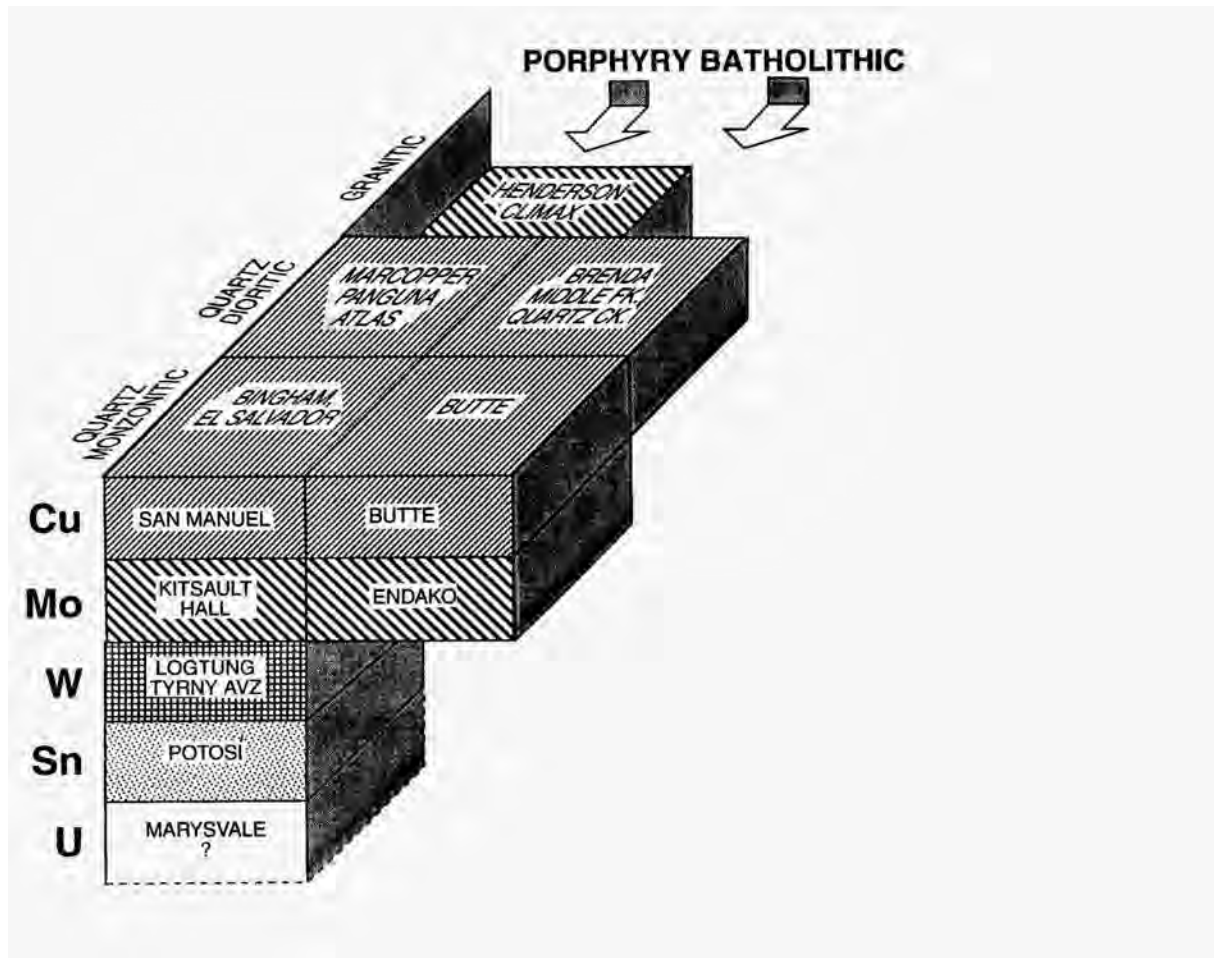 PORPHYRY BATHOLITHIC
GRANITIC
HENDERSON
CLIMAX
QUARTZ
DIORITIC
MARCOPPER
PANGUNA
ATLAS
BRENDA
MIDDLE FK,
QUARTZ CK.
QUARTZ
MONZONITIC
BINGHAM,
EL SALVADOR
BUTTE
Cu
SAN MANUEL
BUTTE
Mo
KITSAULT
HALL
ENDAKO
W
LOGTUNG
TYRNY AVZ
Sn
POTOSÍ
U
MARYSVALE
?